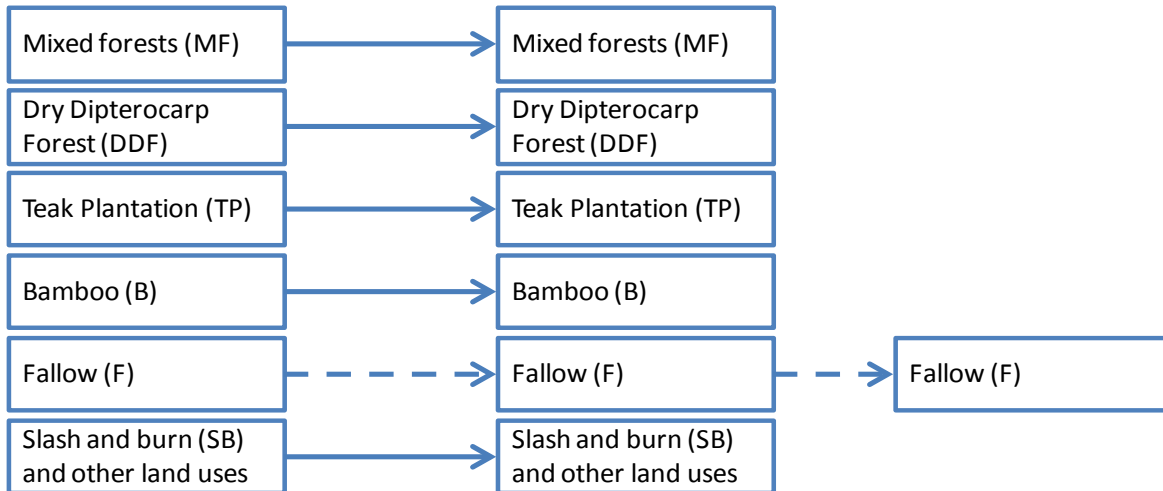 Mixed forests (MF)
Mixed forests (MF)
Dry Dipterocarp
Forest (DDF)
Dry Dipterocarp
Forest (DDF)
Teak Plantation (TP)
Teak Plantation (TP)
Bamboo (B)
Bamboo (B)
Fallow (F)
Fallow (F)
Fallow (F)
Slash and burn (SB)
and other land uses
Slash and burn (SB)
and other land uses